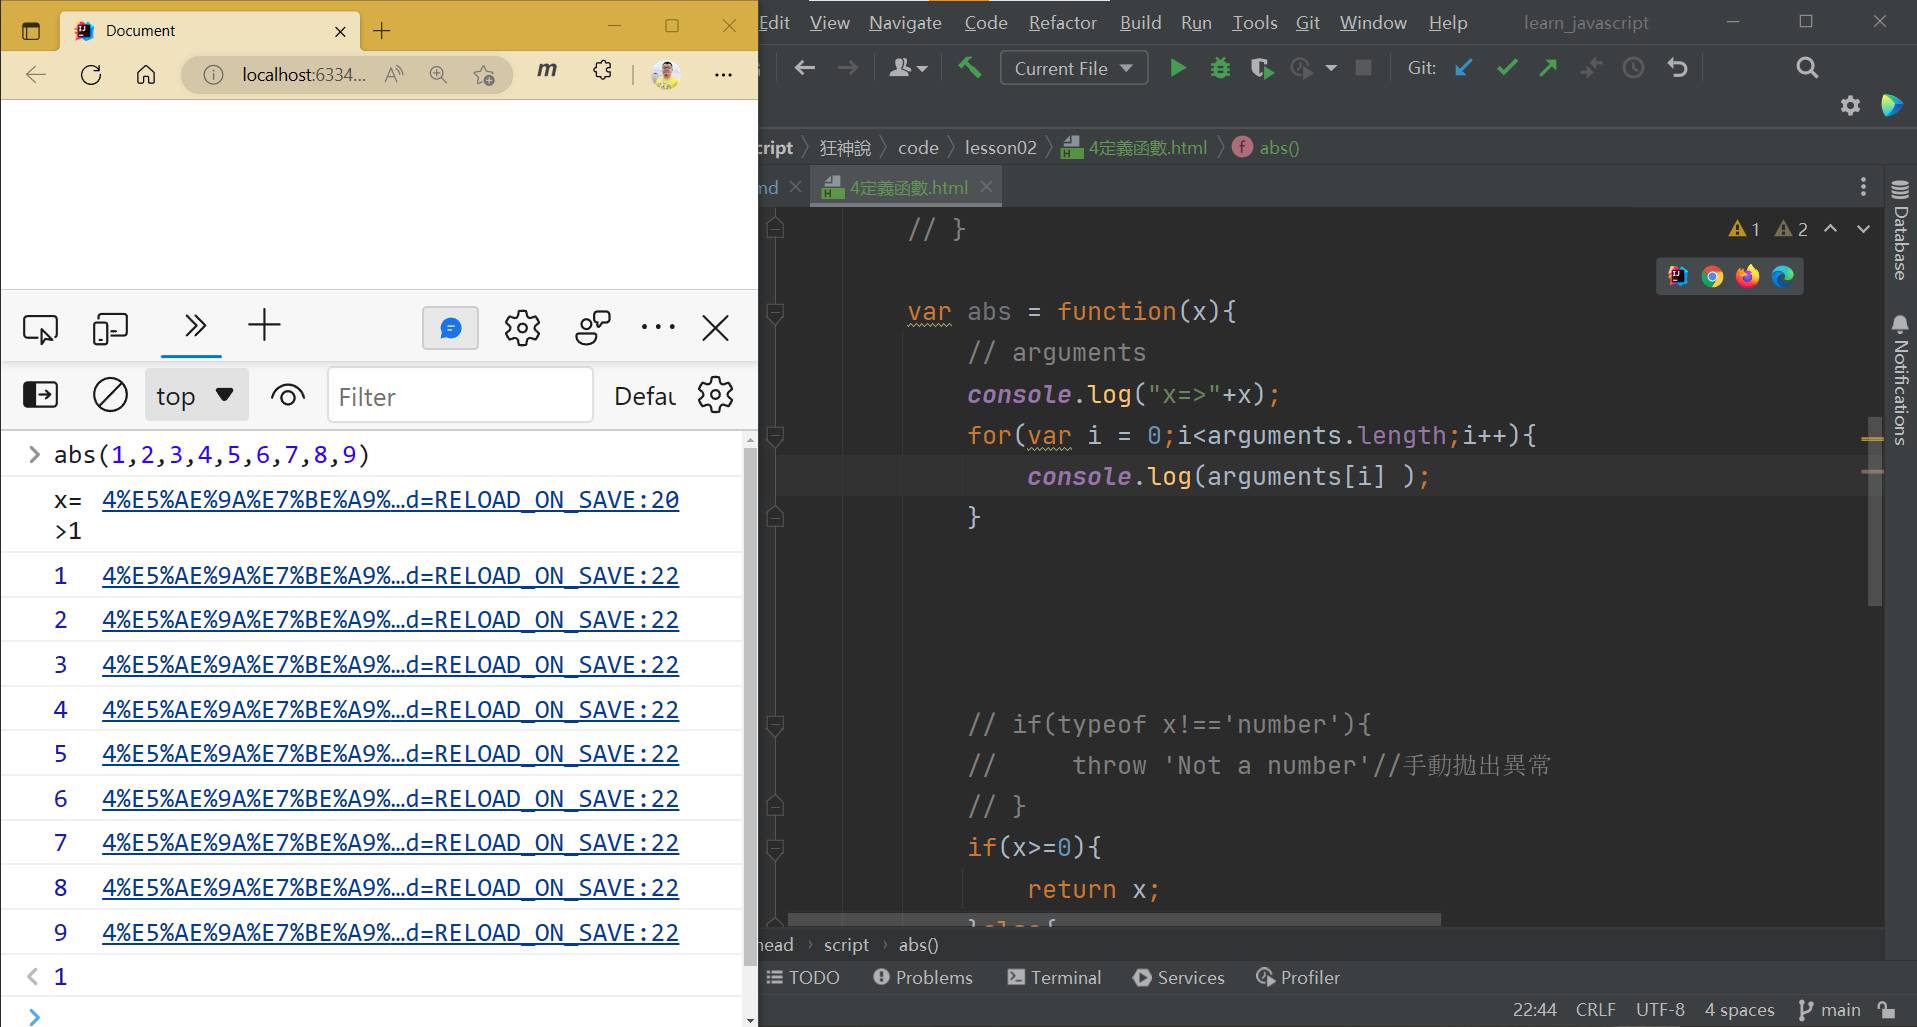 Document
localhost:6334...
top
Filter
Defau
abs(1,2,3,4,5,6,7,8,9)
x=>1 4%E5%AE%9A%E7%BE%A9%…d=RELOAD_ON_SAVE:20
1 4%E5%AE%9A%E7%BE%A9%…d=RELOAD_ON_SAVE:22
2 4%E5%AE%9A%E7%BE%A9%…d=RELOAD_ON_SAVE:22
3 4%E5%AE%9A%E7%BE%A9%…d=RELOAD_ON_SAVE:22
4 4%E5%AE%9A%E7%BE%A9%…d=RELOAD_ON_SAVE:22
5 4%E5%AE%9A%E7%BE%A9%…d=RELOAD_ON_SAVE:22
6 4%E5%AE%9A%E7%BE%A9%…d=RELOAD_ON_SAVE:22
7 4%E5%AE%9A%E7%BE%A9%…d=RELOAD_ON_SAVE:22
8 4%E5%AE%9A%E7%BE%A9%…d=RELOAD_ON_SAVE:22
9 4%E5%AE%9A%E7%BE%A9%…d=RELOAD_ON_SAVE:22
1
Edit View Navigate Code Refactor Build Run Tools Git Window Help learn_javascript
Current File Git:
cript 狂神說 code lesson02 4定義函數.html abs()
md 4定義函數.html
// }
1 2
var abs = function(x){
// arguments
console.log("x=>"+x);
for(var i = 0;i<arguments.length;i++){
console.log(arguments[i] );
}
// if(typeof x!=='number'){
//     throw 'Not a number'//手動拋出異常
// }
if(x>=0){
return x;
}else{
head script abs()
TODO Problems Terminal Services Profiler
22:44 CRLF UTF-8 4 spaces main
Database
Notifications